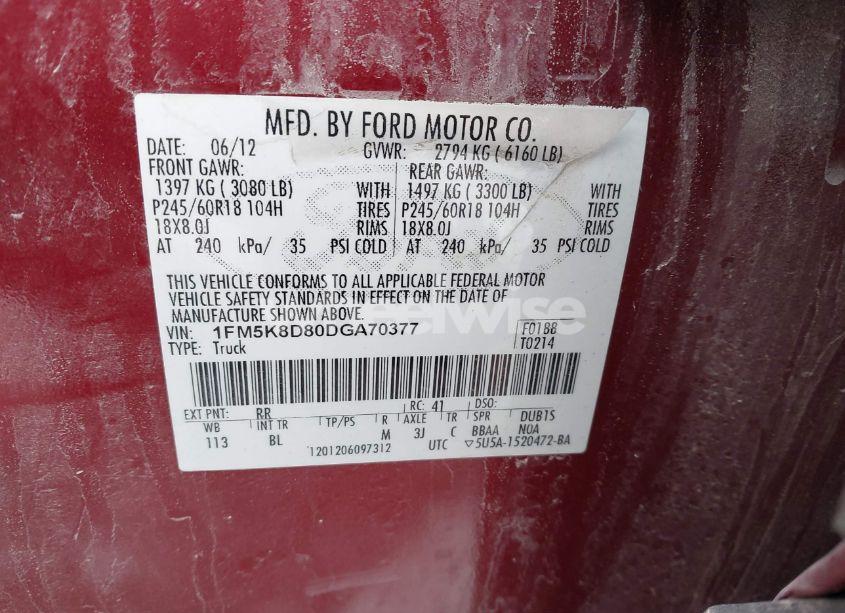 MFD. BY FORD MOTOR CO.
DATE: 06/12 GVWR: 2794 KG ( 6160 LB)
FRONT GAWR: REAR GAWR:
1397 KG ( 3080 LB) WITH 1497 KG ( 3300 LB) WITH
P245/60R18 104H TIRES P245/60R18 104H TIRES
18X8.0J RIMS 18X8.0J RIMS
AT 240 kPa/ 35 PSI COLD AT 240 kPa/ 35 PSI COLD
THIS VEHICLE CONFORMS TO ALL APPLICABLE FEDERAL MOTOR
VEHICLE SAFETY STANDARDS IN EFFECT ON THE DATE OF
MANUFACTURE SHOWN ABOVE.
VIN: 1FM5K8D80DGA70377 F0188
TYPE: Truck T0214
EXT PNT: RR RC: 41 DSO:
WB INT TR TP/PS R AXLE TR SPR DUB1S
113 BL M 3J C BBAA NOA
1201206097312 UTC ▽5U5A-1520472-BA